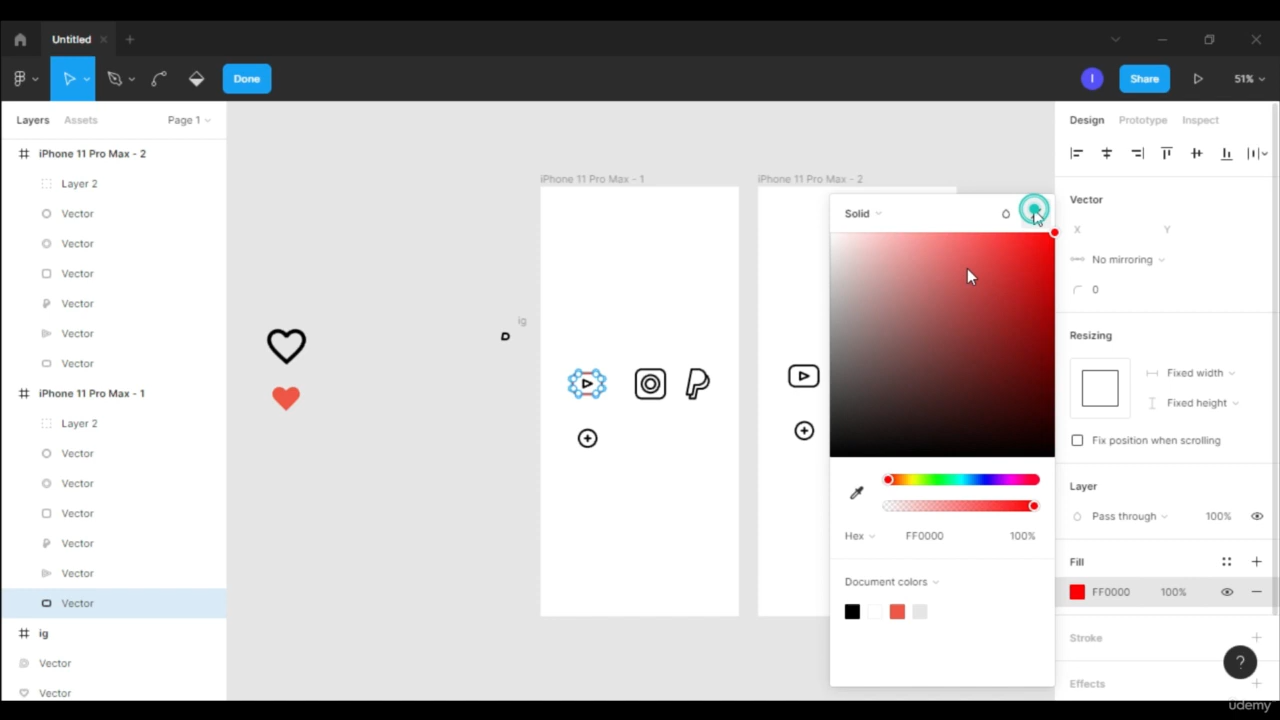 Untitled
Done
I
Share
51%
Layers
Assets
Page 1
iPhone 11 Pro Max - 2
Layer 2
Vector
Vector
Vector
Vector
Vector
Vector
iPhone 11 Pro Max - 1
Layer 2
Vector
Vector
Vector
Vector
Vector
Vector
ig
Vector
Vector
ig
iPhone 11 Pro Max - 1
iPhone 11 Pro Max - 2
Solid
Hex
FF0000
100%
Document colors
Design
Prototype
Inspect
Vector
X
Y
No mirroring
0
Resizing
Fixed width
Fixed height
Fix position when scrolling
Layer
Pass through
100%
Fill
FF0000
100%
Stroke
Effects
?
udemy